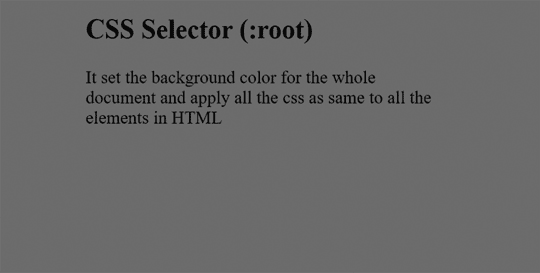 CSS Selector (:root)
It set the background color for the whole
document and apply all the css as same to all the
elements in HTML